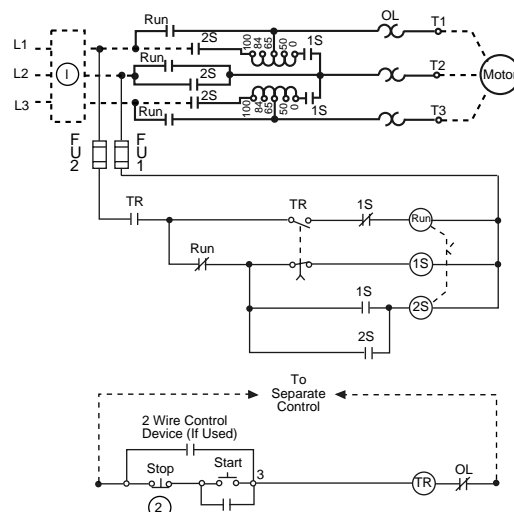 Run
OL
T1
L1
2S
100
84
65
50
0
1S
Run
L2
I
2S
T2
Motor
L3
2S
100
84
65
50
0
1S
Run
T3
FU2
FU1
TR
TR
1S
Run
Run
1S
1S
2S
2S
To
Separate
Control
2 Wire Control
Device (If Used)
Stop
Start
3
2
TR
OL